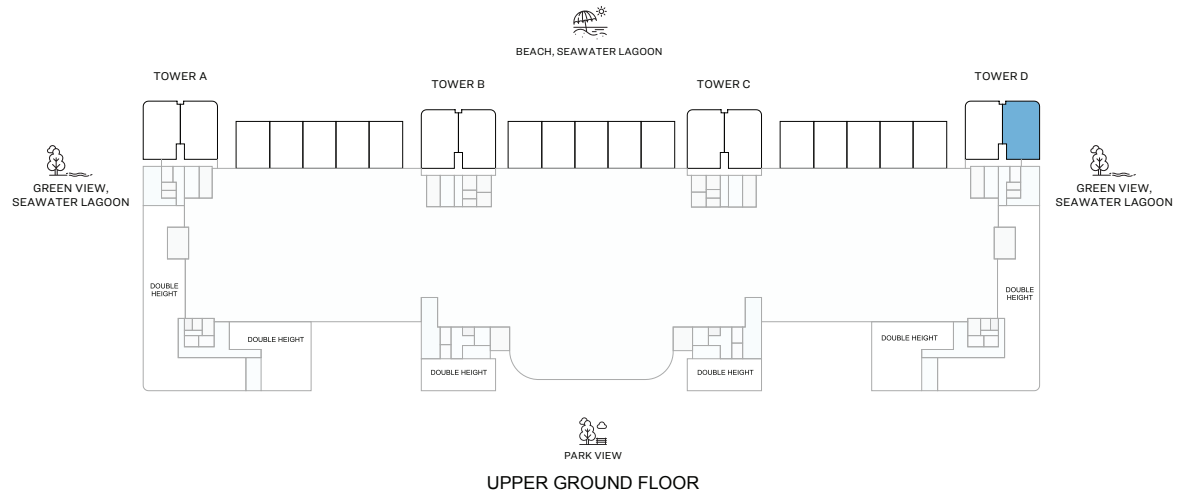 BEACH, SEAWATER LAGOON
TOWER A
TOWER B
TOWER C
TOWER D
GREEN VIEW,
SEAWATER LAGOON
GREEN VIEW,
SEAWATER LAGOON
DOUBLE
HEIGHT
DOUBLE
HEIGHT
DOUBLE HEIGHT
DOUBLE HEIGHT
DOUBLE HEIGHT
DOUBLE HEIGHT
PARK VIEW
UPPER GROUND FLOOR